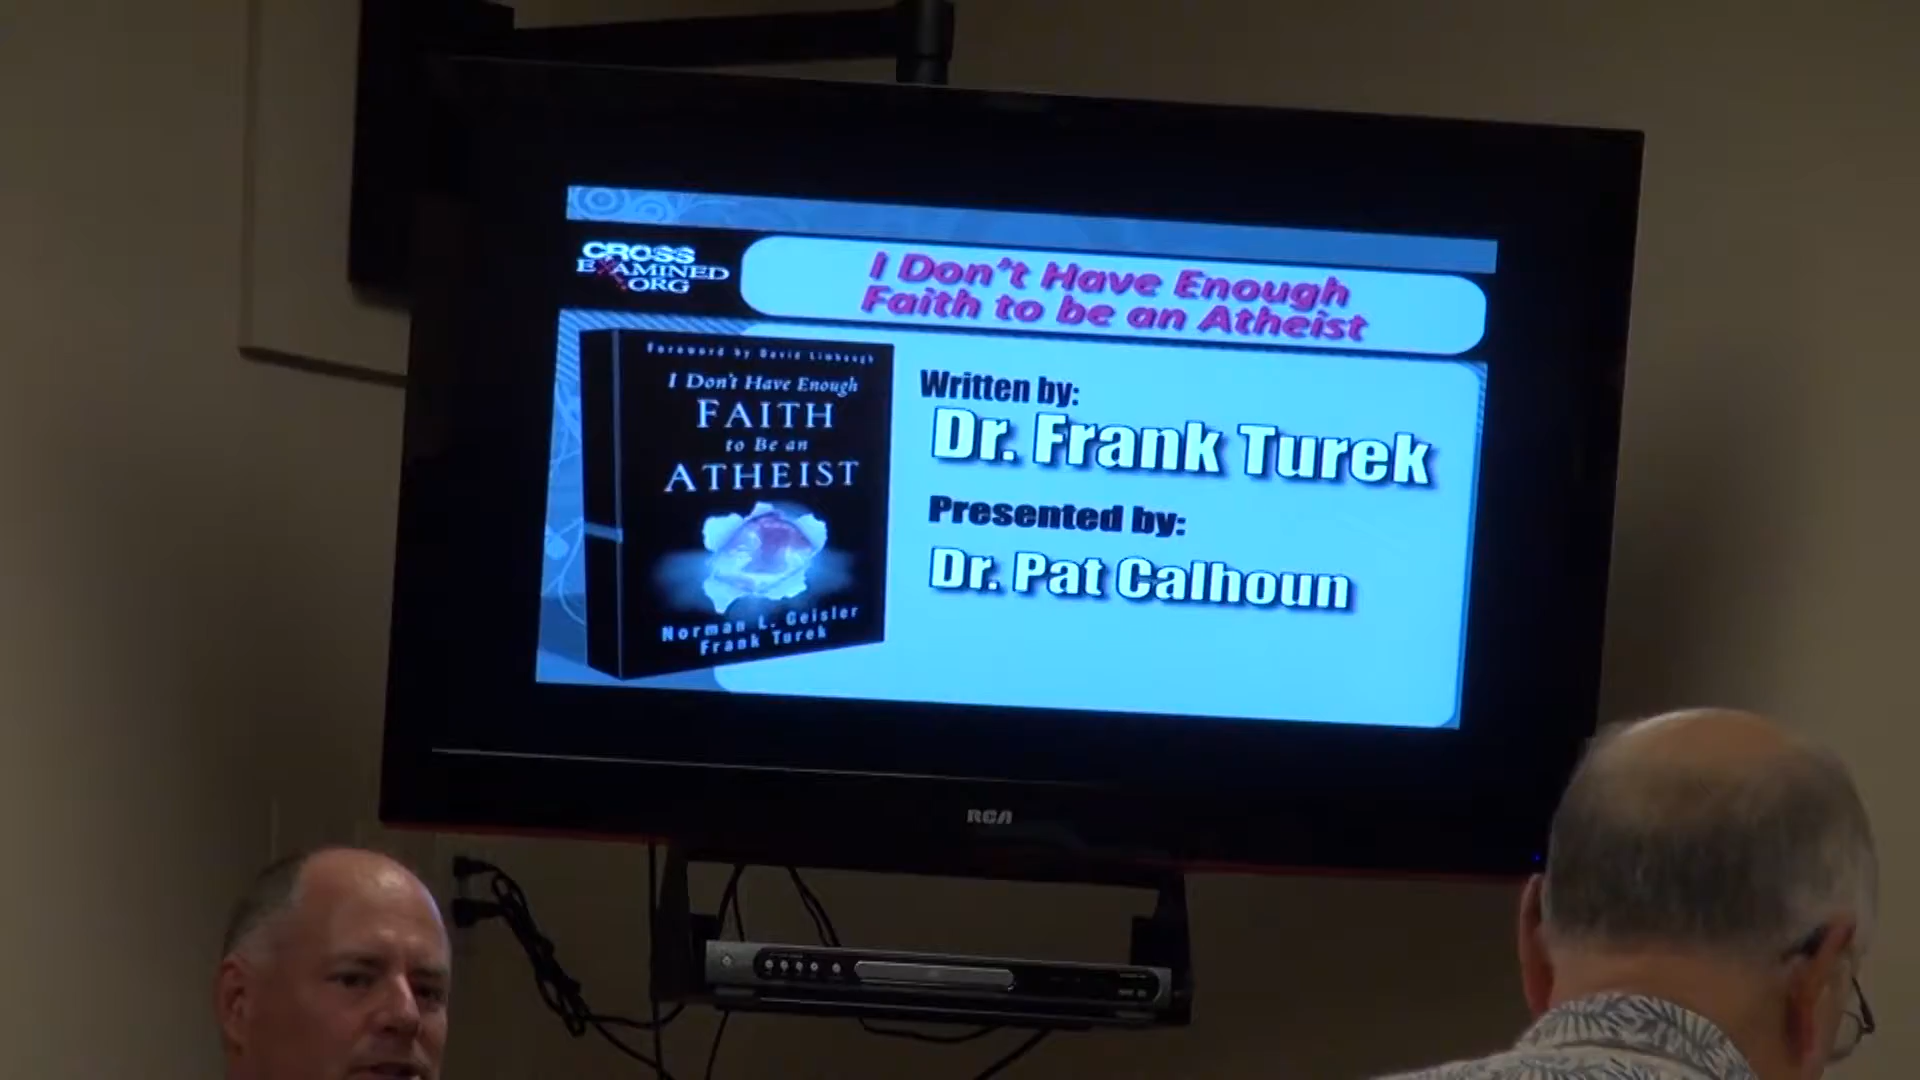 CROSS
EXAMINED
.ORG
I Don't Have Enough
Faith to be an Atheist
Foreword by David Limbaugh
I Don't Have Enough
FAITH
to Be an
ATHEIST
Norman L. Geisler
Frank Turek
Written by:
Dr. Frank Turek
Presented by:
Dr. Pat Calhoun
RCA